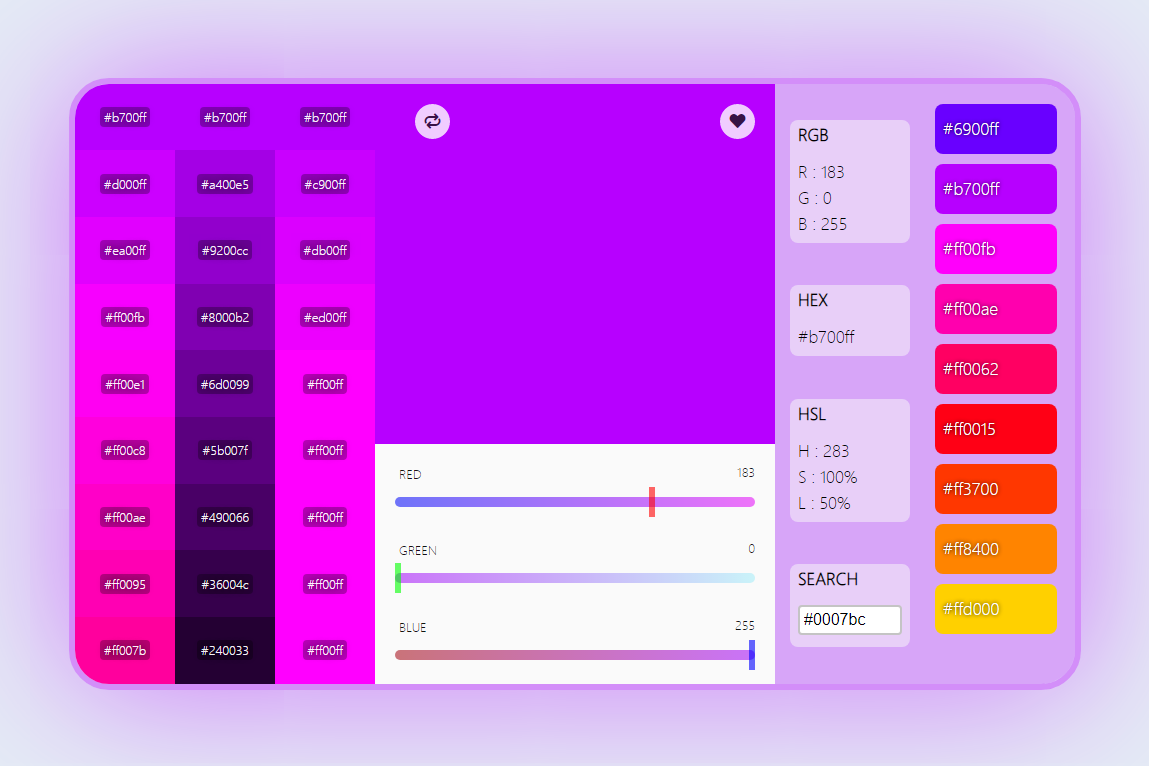 #b700ff #b700ff #b700ff
#d000ff #a400e5 #c900ff
#ea00ff #9200cc #db00ff
#ff00fb #8000b2 #ed00ff
#ff00e1 #6d0099 #ff00ff
#ff00c8 #5b007f #ff00ff
#ff00ae #490066 #ff00ff
#ff0095 #36004c #ff00ff
#ff007b #240033 #ff00ff
RED 183
GREEN 0
BLUE 255
RGB
R : 183
G : 0
B : 255
HEX
#b700ff
HSL
H : 283
S : 100%
L : 50%
SEARCH
#0007bc
#6900ff
#b700ff
#ff00fb
#ff00ae
#ff0062
#ff0015
#ff3700
#ff8400
#ffd000